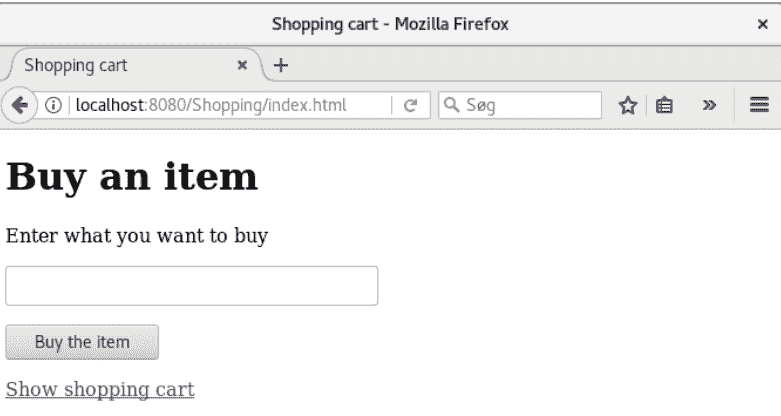 Shopping cart - Mozilla Firefox
Shopping cart
localhost:8080/Shopping/index.html
Søg
Buy an item
Enter what you want to buy
Buy the item
Show shopping cart